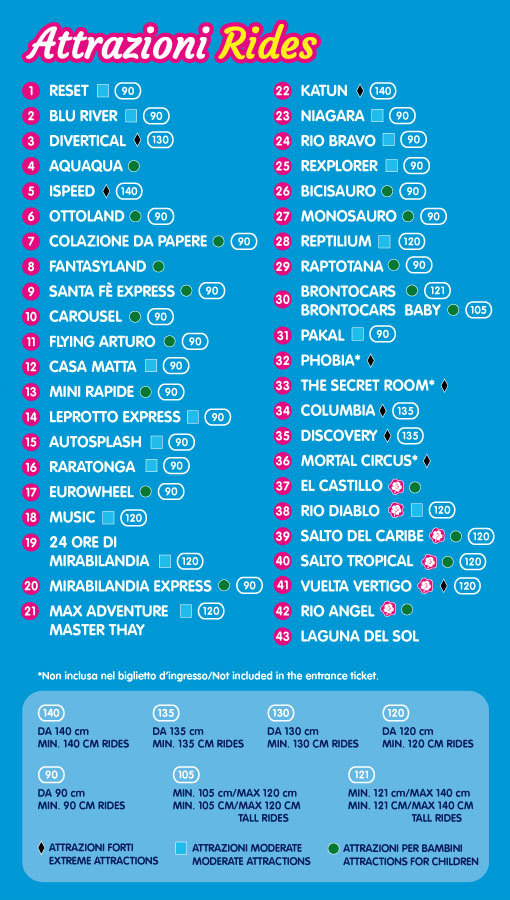 Attrazioni Rides
1 RESET 90
2 BLU RIVER 90
3 DIVERTICAL 130
4 AQUAQUA
5 ISPEED 140
6 OTTOLAND 90
7 COLAZIONE DA PAPERE 90
8 FANTASYLAND
9 SANTA FÈ EXPRESS 90
10 CAROUSEL 90
11 FLYING ARTURO 90
12 CASA MATTA 90
13 MINI RAPIDE 90
14 LEPROTTO EXPRESS 90
15 AUTOSPLASH 90
16 RARATONGA 90
17 EUROWHEEL 90
18 MUSIC 120
19 24 ORE DI
MIRABILANDIA 120
20 MIRABILANDIA EXPRESS 90
21 MAX ADVENTURE 120
MASTER THAY
22 KATUN 140
23 NIAGARA 90
24 RIO BRAVO 90
25 REXPLORER 90
26 BICISAURO 90
27 MONOSAURO 90
28 REPTILIUM 120
29 RAPTOTANA 90
30 BRONTOCARS 121
BRONTOCARS BABY 105
31 PAKAL 90
32 PHOBIA*
33 THE SECRET ROOM*
34 COLUMBIA 135
35 DISCOVERY 135
36 MORTAL CIRCUS*
37 EL CASTILLO
38 RIO DIABLO 120
39 SALTO DEL CARIBE 120
40 SALTO TROPICAL 120
41 VUELTA VERTIGO 120
42 RIO ANGEL
43 LAGUNA DEL SOL
*Non inclusa nel biglietto d'ingresso/Not included in the entrance ticket.
140
DA 140 cm
MIN. 140 CM RIDES
135
DA 135 cm
MIN. 135 CM RIDES
130
DA 130 cm
MIN. 130 CM RIDES
120
DA 120 cm
MIN. 120 CM RIDES
90
DA 90 cm
MIN. 90 CM RIDES
105
MIN. 105 cm/MAX 120 cm
MIN. 105 CM/MAX 120 CM
TALL RIDES
121
MIN. 121 cm/MAX 140 cm
MIN. 121 CM/MAX 140 CM
TALL RIDES
ATTRAZIONI FORTI
EXTREME ATTRACTIONS
ATTRAZIONI MODERATE
MODERATE ATTRACTIONS
ATTRAZIONI PER BAMBINI
ATTRACTIONS FOR CHILDREN